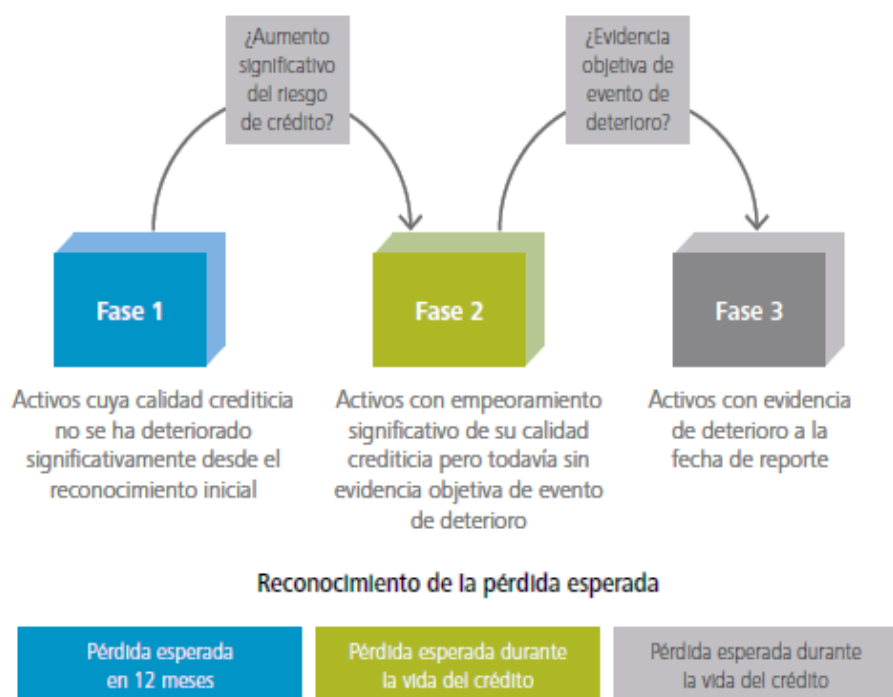 ¿Aumento
significativo
del riesgo
de crédito?
¿Evidencia
objetiva de
evento de
deterioro?
Fase 1
Fase 2
Fase 3
Activos cuya calidad crediticia
no se ha deteriorado
significativamente desde el
reconocimiento inicial
Activos con empeoramiento
significativo de su calidad
crediticia pero todavía sin
evidencia objetiva de evento
de deterioro
Activos con evidencia
de deterioro a la
fecha de reporte
Reconocimiento de la pérdida esperada
Pérdida esperada
en 12 meses
Pérdida esperada durante
la vida del crédito
Pérdida esperada durante
la vida del crédito